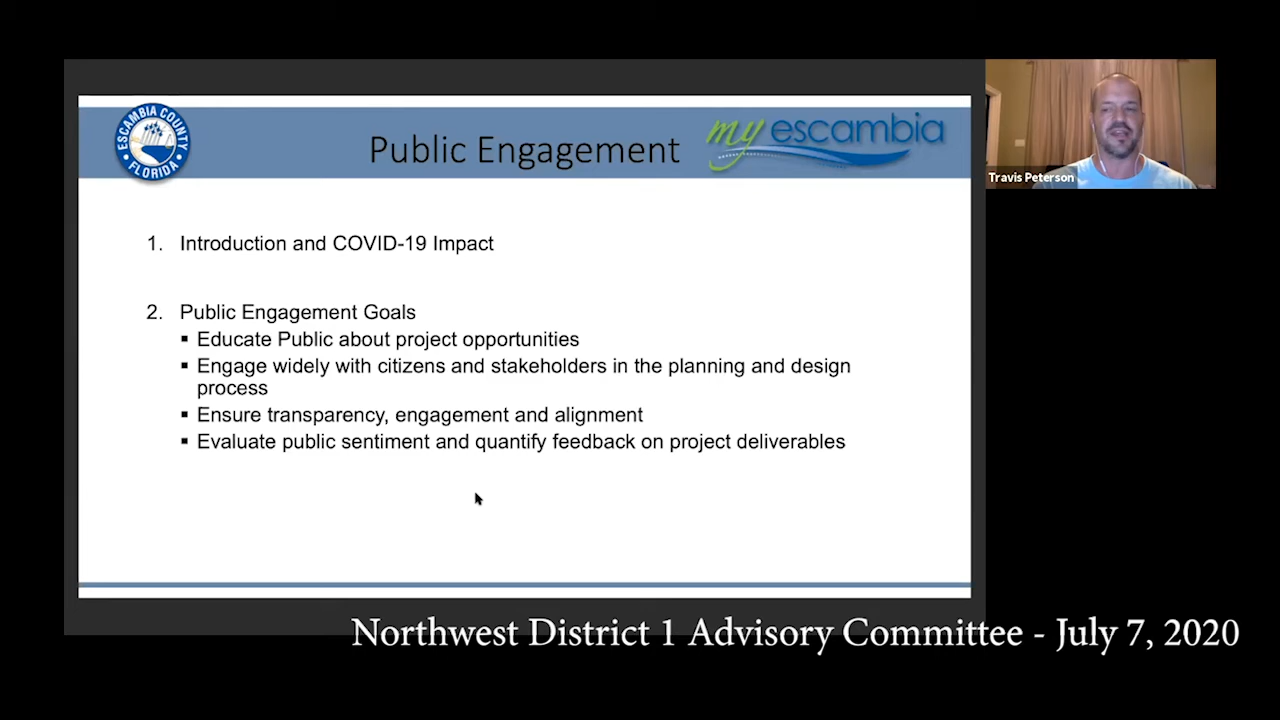 ESCAMBIA COUNTY
FLORIDA
Public Engagement
my escambia
Travis Peterson
1. Introduction and COVID-19 Impact
2. Public Engagement Goals
▪ Educate Public about project opportunities
▪ Engage widely with citizens and stakeholders in the planning and design
process
▪ Ensure transparency, engagement and alignment
▪ Evaluate public sentiment and quantify feedback on project deliverables
Northwest District 1 Advisory Committee - July 7, 2020